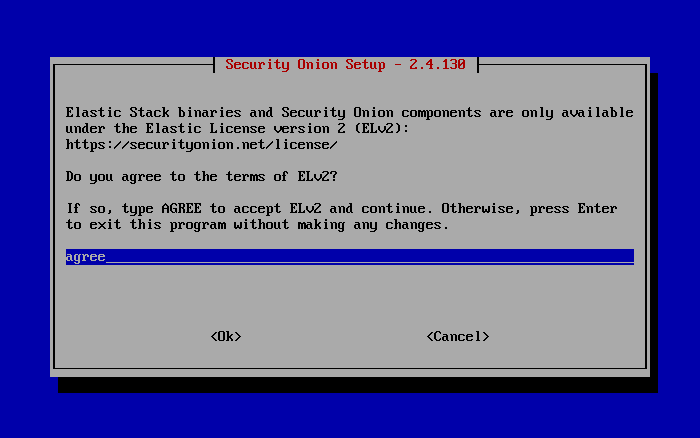 Security Onion Setup - 2.4.130
Elastic Stack binaries and Security Onion components are only available
under the Elastic License version 2 (ELv2):
https://securityonion.net/license/
Do you agree to the terms of ELv2?
If so, type AGREE to accept ELv2 and continue. Otherwise, press Enter
to exit this program without making any changes.
agree
<Ok> <Cancel>